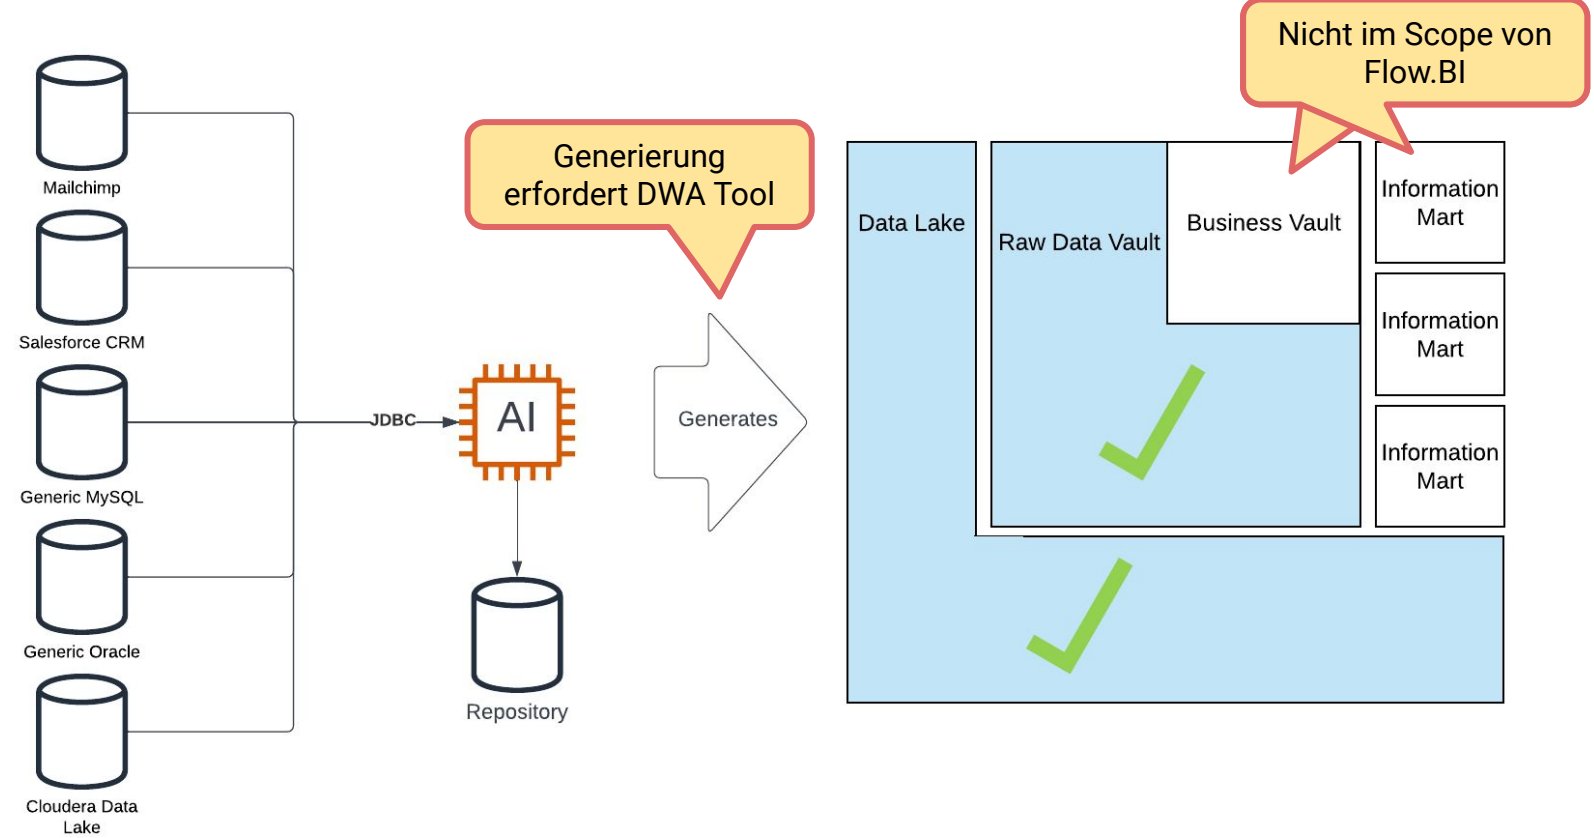 Nicht im Scope von
Flow.BI
Generierung
erfordert DWA Tool
Mailchimp
Salesforce CRM
Generic MySQL
Generic Oracle
Cloudera Data
Lake
JDBC
AI
Repository
Generates
Data Lake
Raw Data Vault
Business Vault
Information
Mart
Information
Mart
Information
Mart